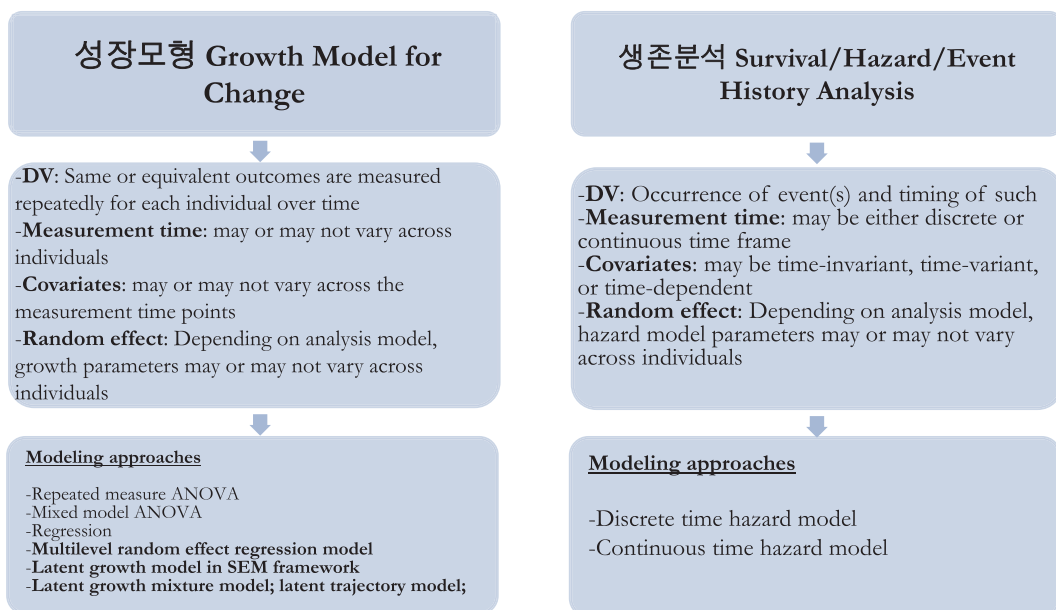 성장모형 Growth Model for
Change
-DV: Same or equivalent outcomes are measured
repeatedly for each individual over time
-Measurement time: may or may not vary across
individuals
-Covariates: may or may not vary across the
measurement time points
-Random effect: Depending on analysis model,
growth parameters may or may not vary across
individuals
Modeling approaches
-Repeated measure ANOVA
-Mixed model ANOVA
-Regression
-Multilevel random effect regression model
-Latent growth model in SEM framework
-Latent growth mixture model; latent trajectory model;
생존분석 Survival/Hazard/Event
History Analysis
-DV: Occurrence of event(s) and timing of such
-Measurement time: may be either discrete or
continuous time frame
-Covariates: may be time-invariant, time-variant,
or time-dependent
-Random effect: Depending on analysis model,
hazard model parameters may or may not vary
across individuals
Modeling approaches
-Discrete time hazard model
-Continuous time hazard model